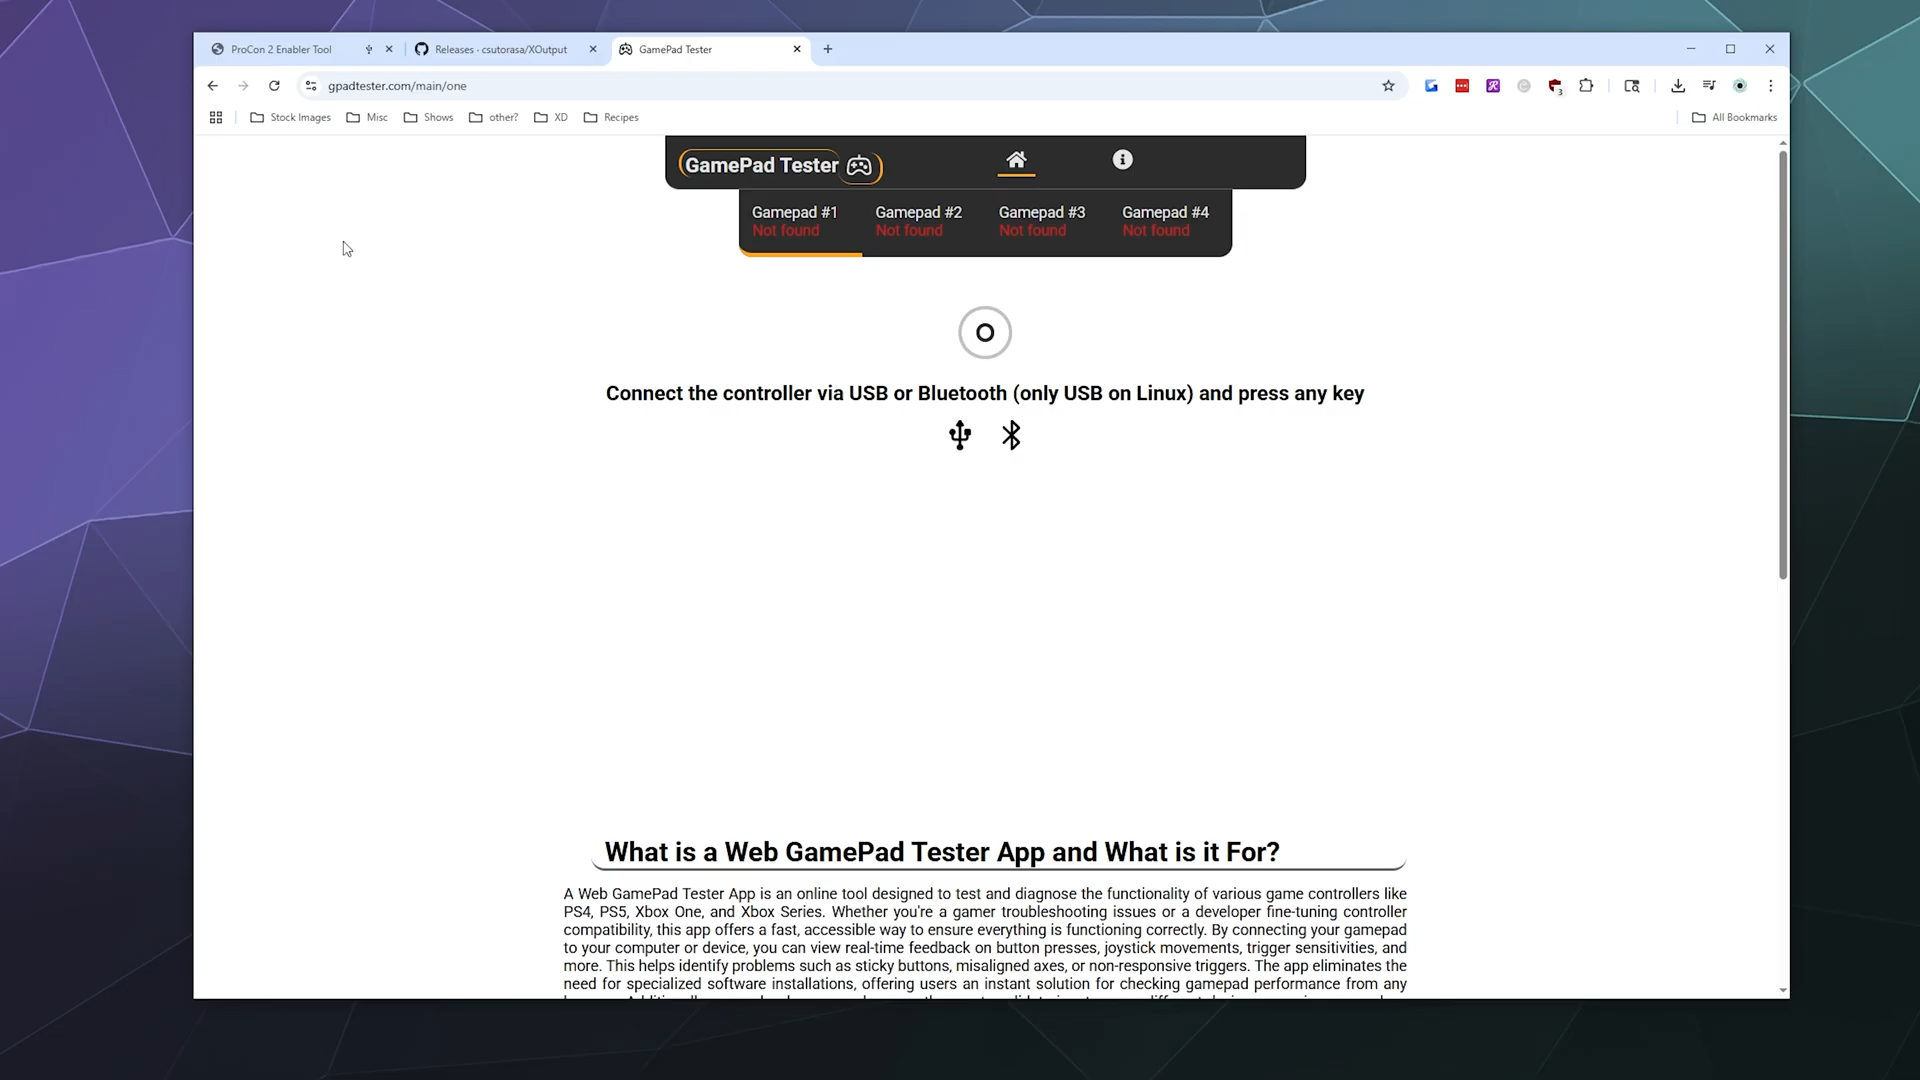 ProCon 2 Enabler Tool
Releases · csutorasa/XOutput
GamePad Tester
gpadtester.com/main/one
3
Stock Images
Misc
Shows
other?
XD
Recipes
All Bookmarks
GamePad Tester
Gamepad #1
Not found
Gamepad #2
Not found
Gamepad #3
Not found
Gamepad #4
Not found
Connect the controller via USB or Bluetooth (only USB on Linux) and press any key
What is a Web GamePad Tester App and What is it For?
A Web GamePad Tester App is an online tool designed to test and diagnose the functionality of various game controllers like
PS4, PS5, Xbox One, and Xbox Series. Whether you're a gamer troubleshooting issues or a developer fine-tuning controller
compatibility, this app offers a fast, accessible way to ensure everything is functioning correctly. By connecting your gamepad
to your computer or device, you can view real-time feedback on button presses, joystick movements, trigger sensitivities, and
more. This helps identify problems such as sticky buttons, misaligned axes, or non-responsive triggers. The app eliminates the
need for specialized software installations, offering users an instant solution for checking gamepad performance from any